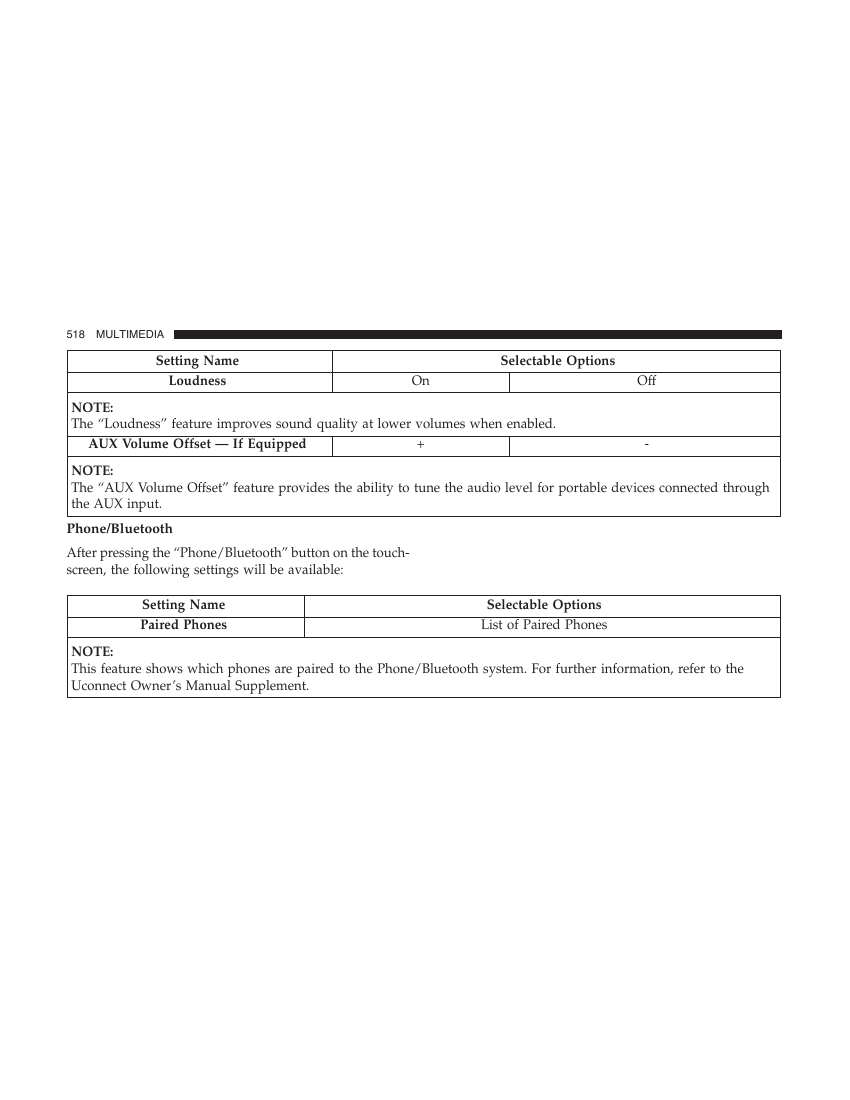 518 MULTIMEDIA
Setting Name Selectable Options
Loudness On Off
NOTE:
The “Loudness” feature improves sound quality at lower volumes when enabled.
AUX Volume Offset — If Equipped + -
NOTE:
The “AUX Volume Offset” feature provides the ability to tune the audio level for portable devices connected through
the AUX input.
Phone/Bluetooth
After pressing the “Phone/Bluetooth” button on the touch-
screen, the following settings will be available:
Setting Name Selectable Options
Paired Phones List of Paired Phones
NOTE:
This feature shows which phones are paired to the Phone/Bluetooth system. For further information, refer to the
Uconnect Owner’s Manual Supplement.